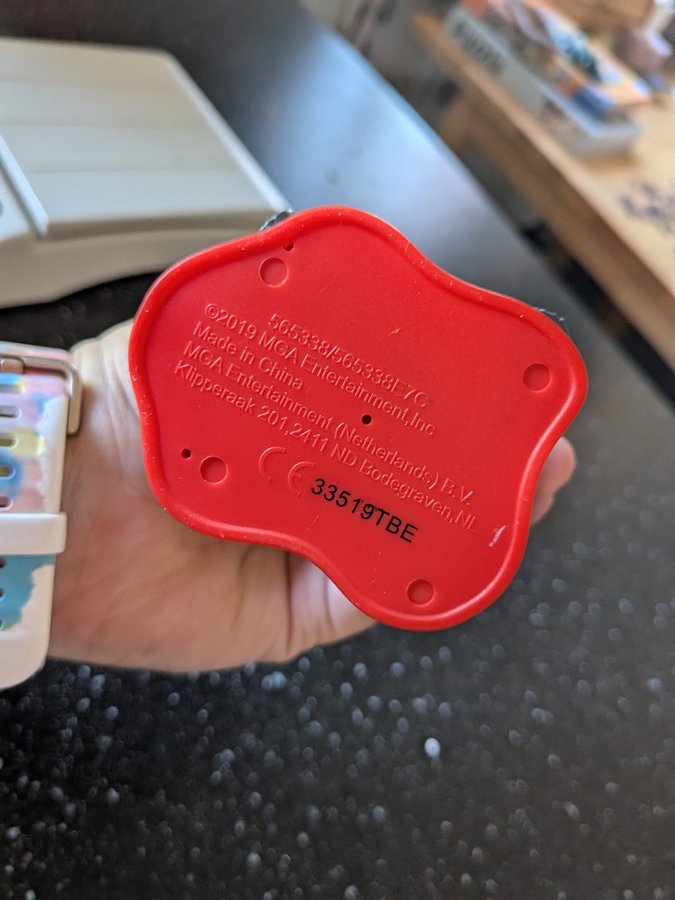 565338/565338E7C
©2019 MGA Entertainment,Inc
Made in China
MGA Entertainment (Netherlands) B.V.
Klipperaak 201,2411 ND Bodegraven,NL
CE
33519TBE